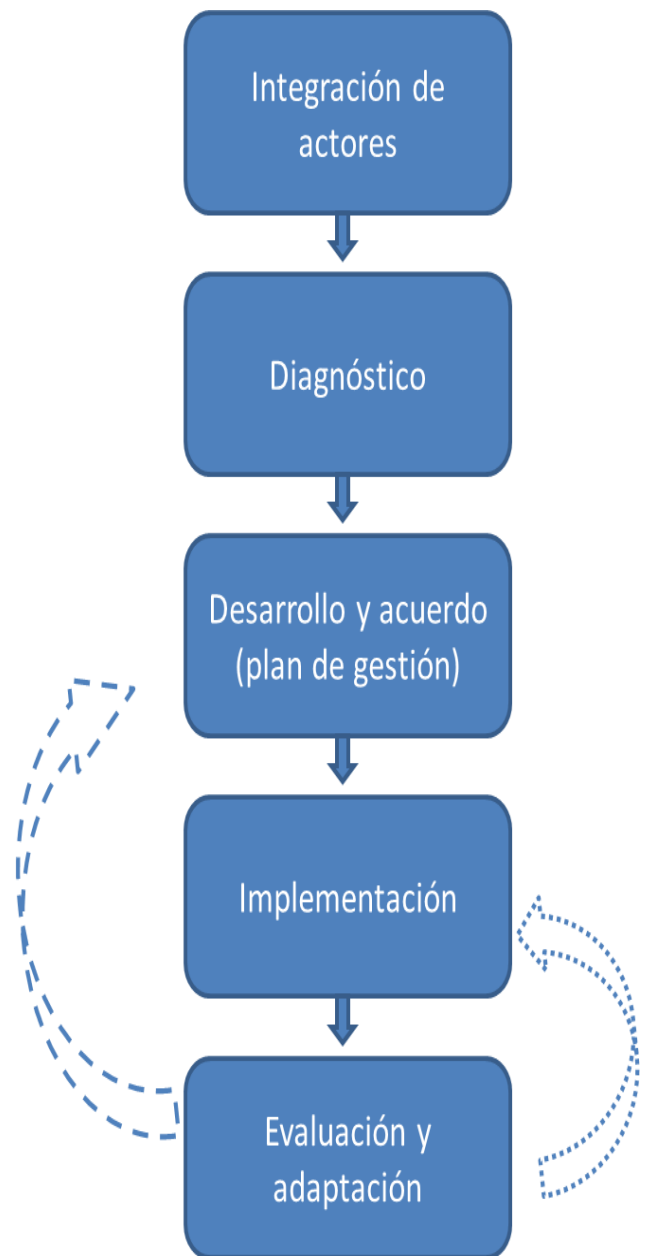 Integración de
actores
Diagnóstico
Desarrollo y acuerdo
(plan de gestión)
Implementación
Evaluación y
adaptación